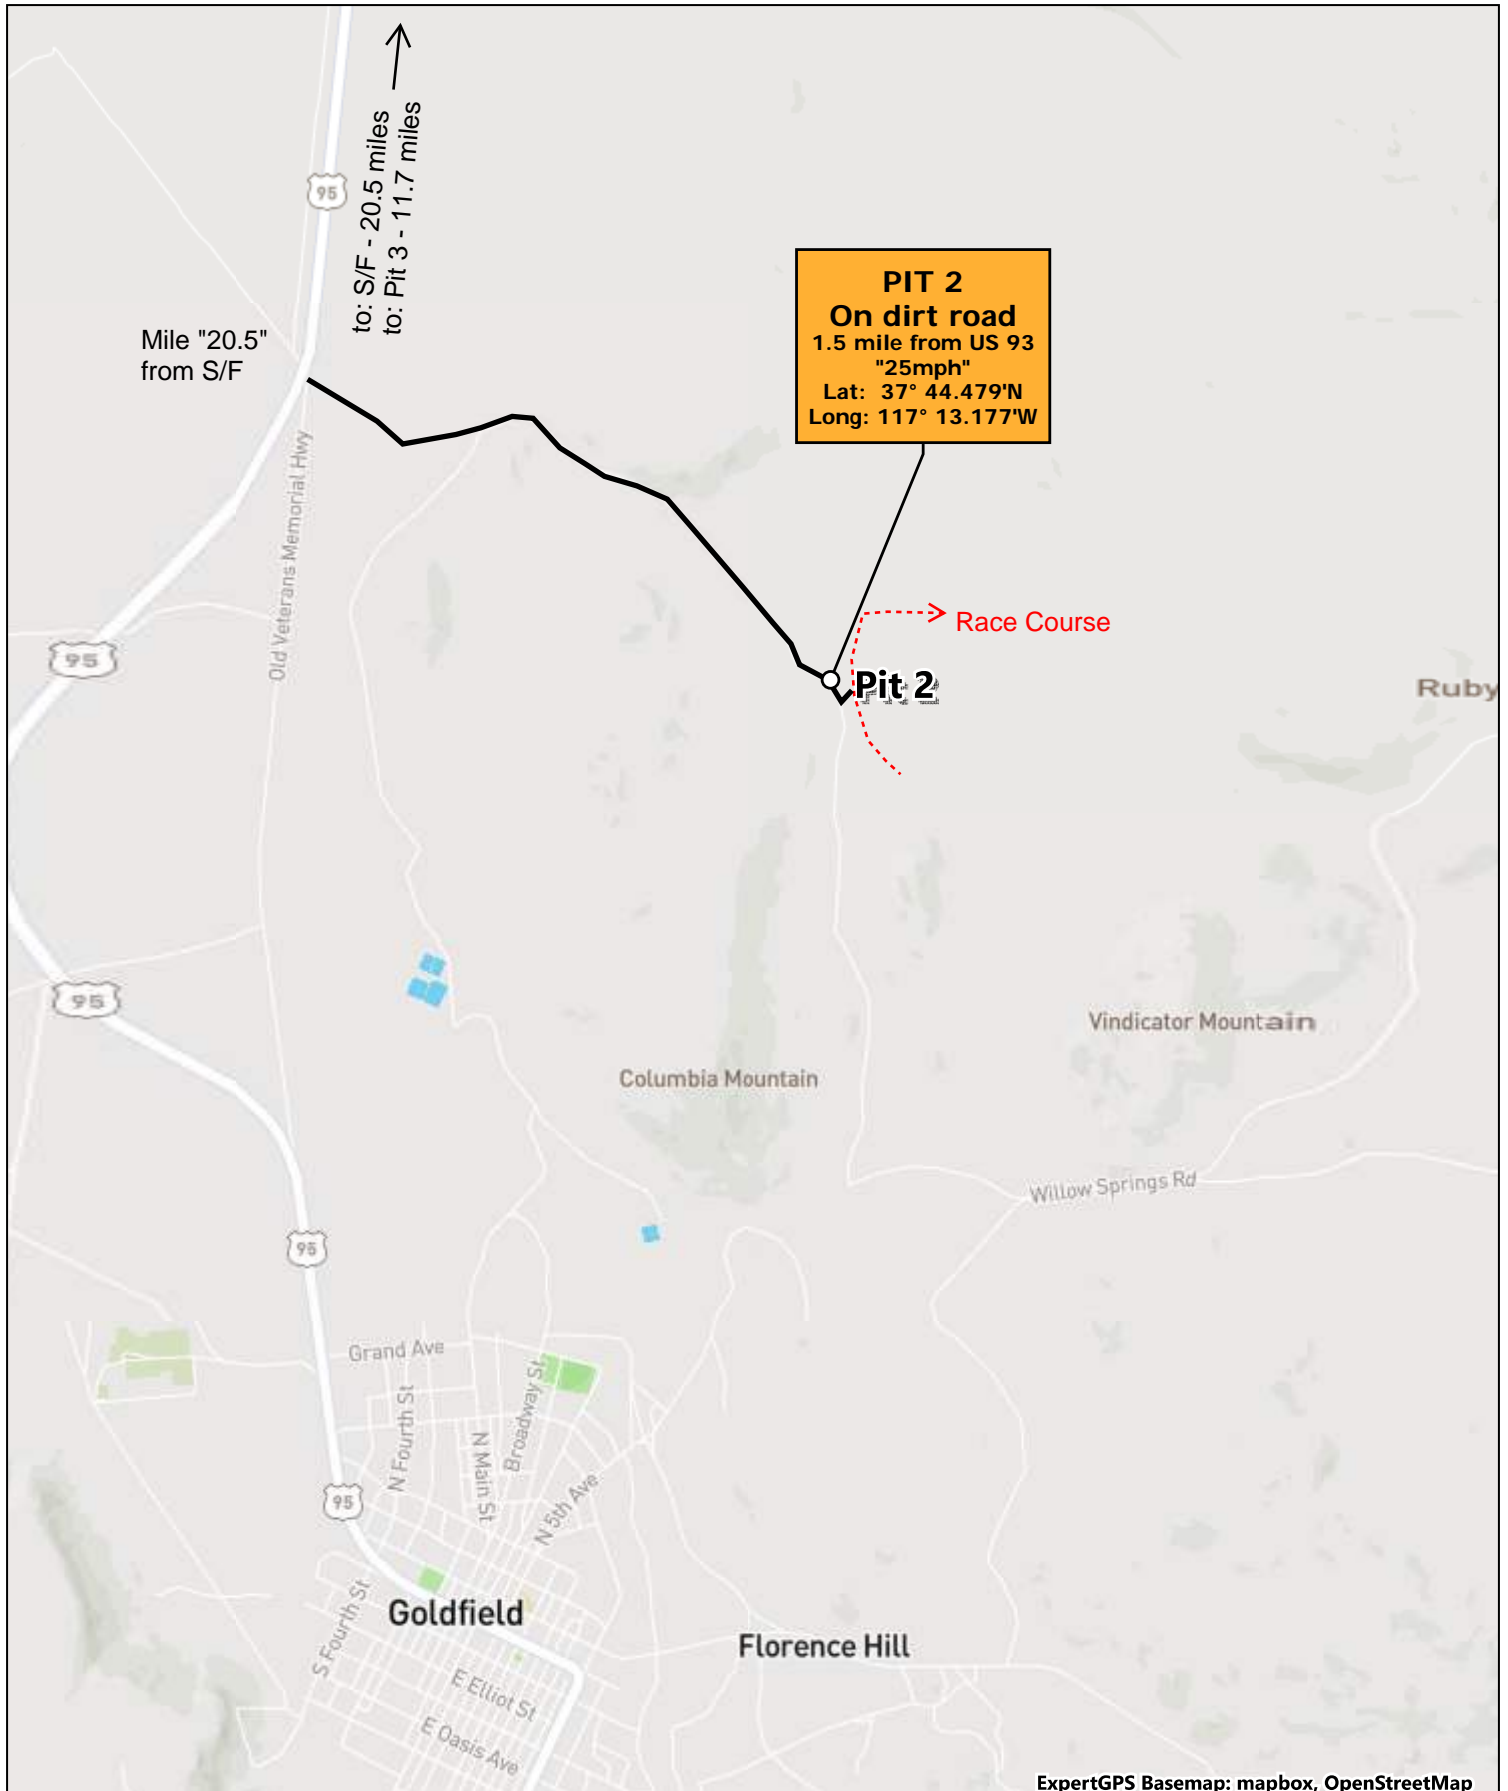 to: S/F - 20.5 miles
to: Pit 3 - 11.7 miles
95
Mile "20.5"
from S/F
PIT 2
On dirt road
1.5 mile from US 93
"25mph"
Lat: 37° 44.479'N
Long: 117° 13.177'W
Old Veterans Memorial Hwy
Race Course
95
Pit 2
Ruby
95
Vindicator Mountain
Columbia Mountain
Willow Springs Rd
95
Grand Ave
N Fourth St
N Main St
Broadway St
N 5th Ave
95
S Fourth St
Goldfield
Florence Hill
E Elliot St
E Oasis Ave
ExpertGPS Basemap: mapbox, OpenStreetMap